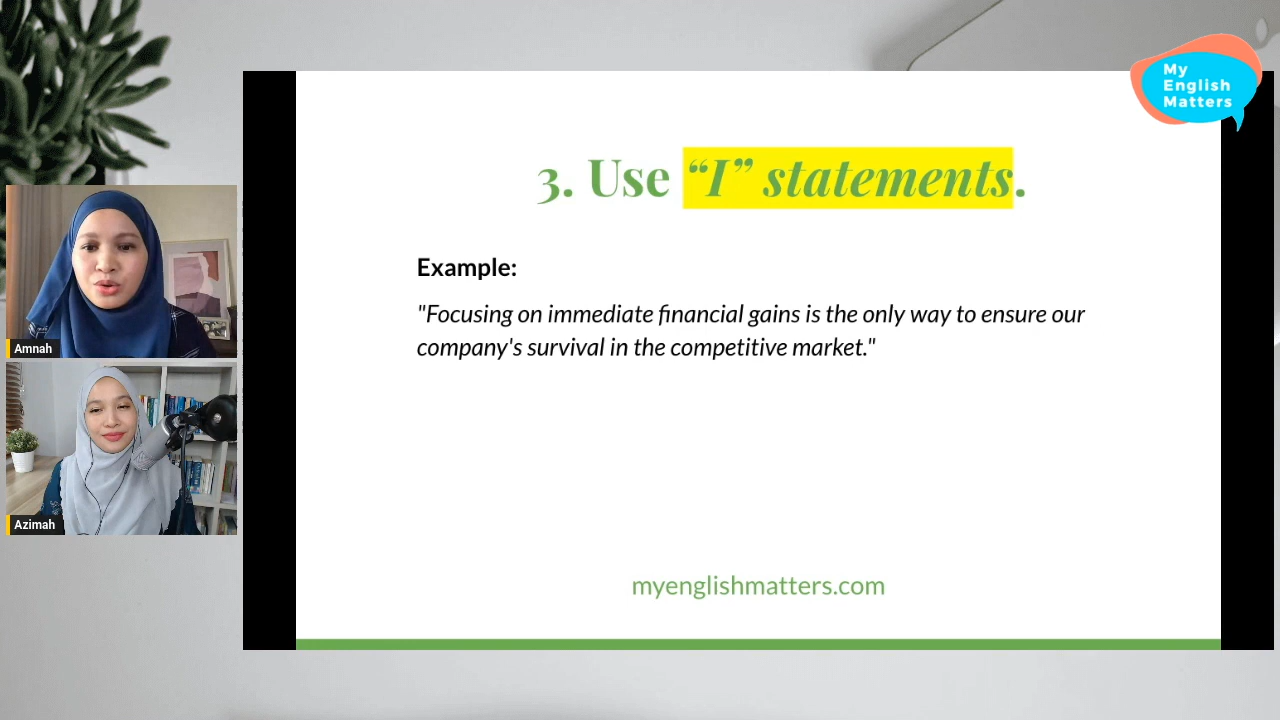 My
English
Matters
3. Use “I” statements.
Example:
"Focusing on immediate financial gains is the only way to ensure our
company's survival in the competitive market."
Amnah
Azimah
myenglishmatters.com